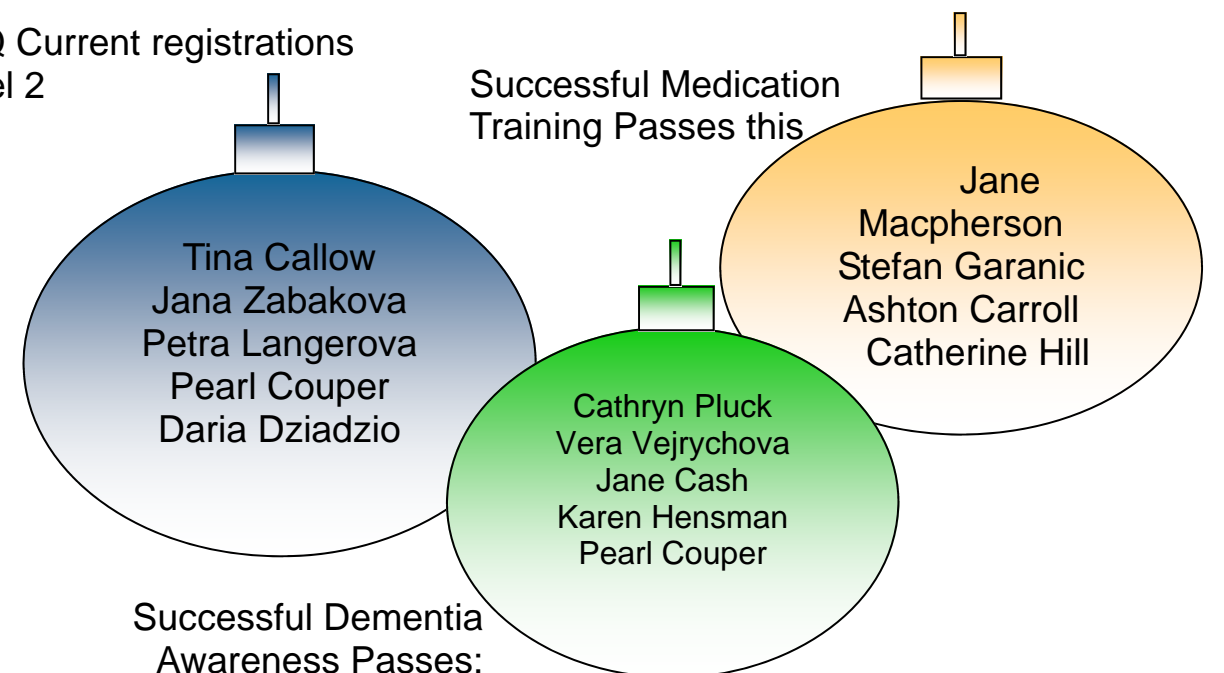 Current registrations
2
Successful Medication
Training Passes this
Tina Callow
Jana Zabakova
Petra Langerova
Pearl Couper
Daria Dziadzio
Jane
Macpherson
Stefan Garanic
Ashton Carroll
Catherine Hill
Cathryn Pluck
Vera Vejrychova
Jane Cash
Karen Hensman
Pearl Couper
Successful Dementia
Awareness Passes: